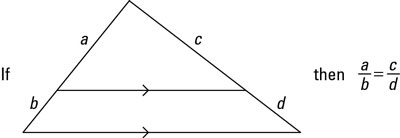 a
c
If
then a/b = c/d
b
d